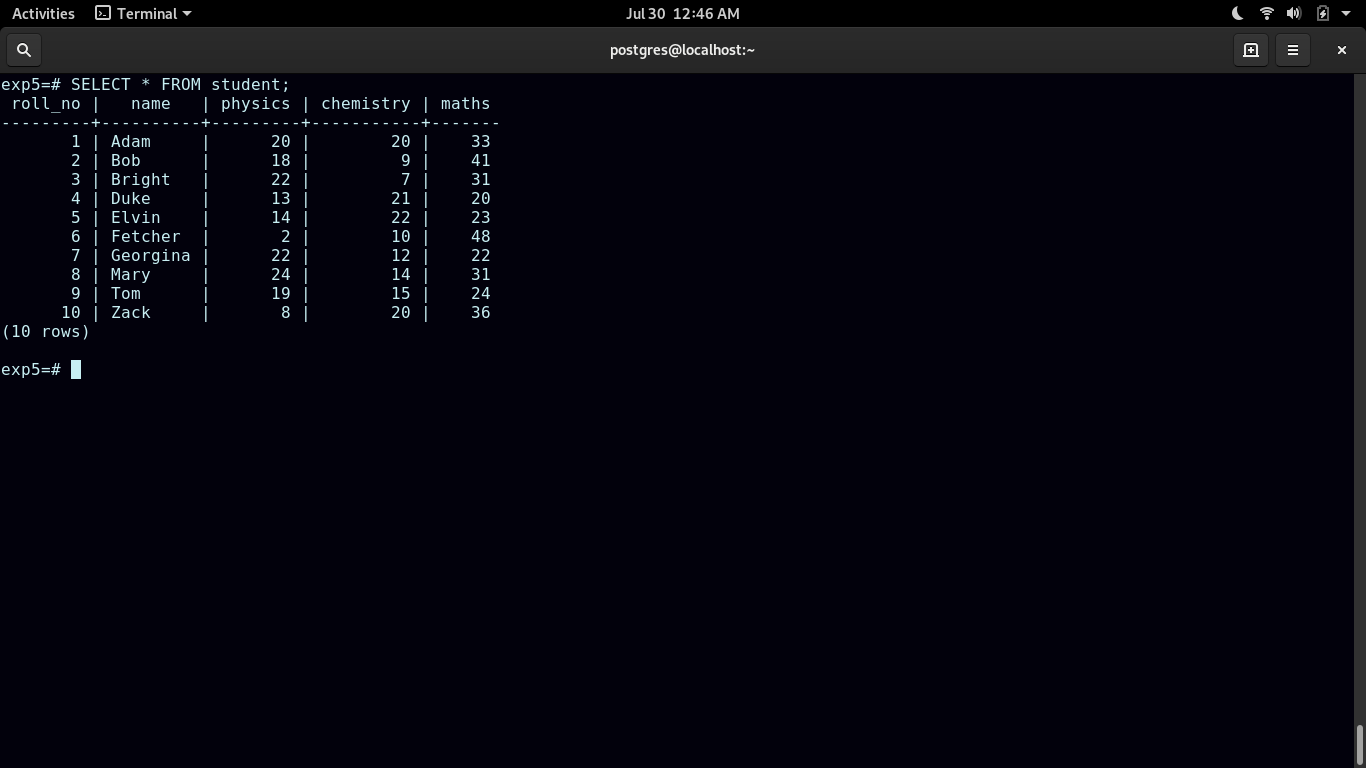 Activities Terminal Jul 30 12:46 AM
postgres@localhost:~
exp5=# SELECT * FROM student;
 roll_no |   name   | physics | chemistry | maths
---------+----------+---------+-----------+-------
       1 | Adam     |      20 |        20 |    33
       2 | Bob      |      18 |         9 |    41
       3 | Bright   |      22 |         7 |    31
       4 | Duke     |      13 |        21 |    20
       5 | Elvin    |      14 |        22 |    23
       6 | Fetcher  |       2 |        10 |    48
       7 | Georgina |      22 |        12 |    22
       8 | Mary     |      24 |        14 |    31
       9 | Tom      |      19 |        15 |    24
      10 | Zack     |       8 |        20 |    36
(10 rows)
exp5=#